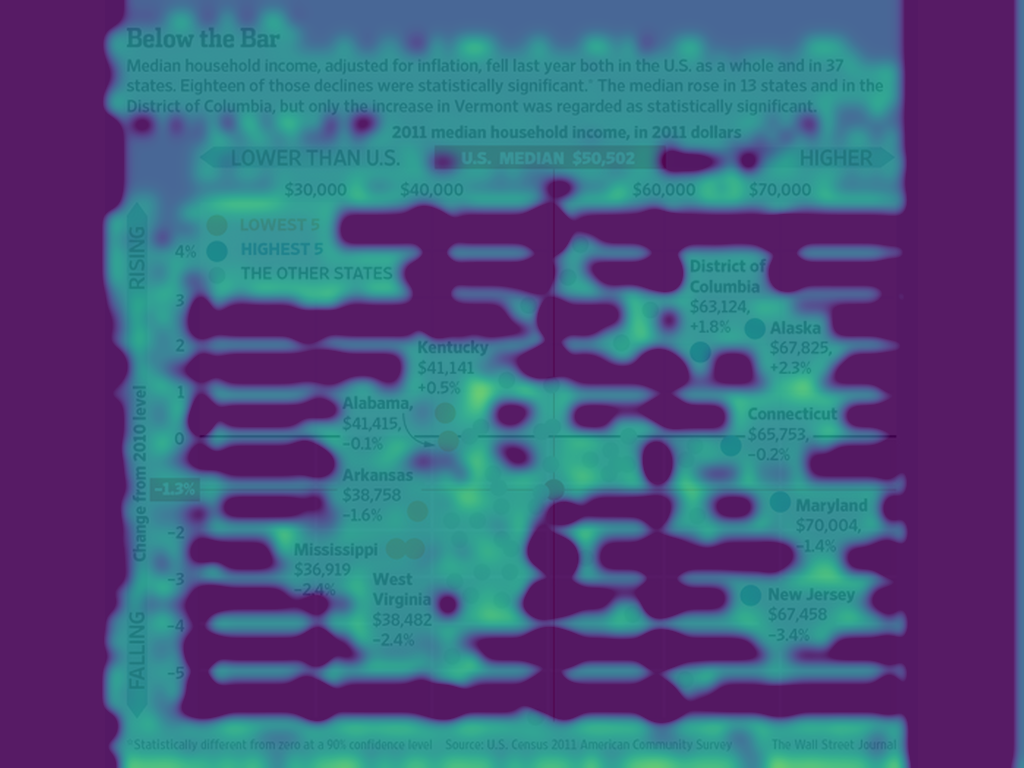 Below the Bar
Median household income, adjusted for inflation, fell last year both in the U.S. as a whole and in 37
states. Eighteen of those declines were statistically significant.* The median rose in 13 states and in the
District of Columbia, but only the increase in Vermont was regarded as statistically significant.
2011 median household income, in 2011 dollars
LOWER THAN U.S.
U.S. MEDIAN $50,502
HIGHER
$30,000
$40,000
$60,000
$70,000
RISING
LOWEST 5
4%
HIGHEST 5
THE OTHER STATES
District of
Columbia
$63,124,
+1.8%
3
Alaska
$67,825,
+2.3%
2
Kentucky
$41,141
+0.5%
1
Alabama,
$41,415,
–0.1%
Connecticut
$65,753,
–0.2%
0
Change from 2010 level
Arkansas
$38,758
–1.6%
–1.3%
Maryland
$70,004,
–1.4%
–2
Mississippi
$36,919
–2.4%
West
Virginia
$38,482
–2.4%
–3
New Jersey
$67,458
–3.4%
–4
FALLING
–5
*Statistically different from zero at a 90% confidence level
Source: U.S. Census 2011 American Community Survey
The Wall Street Journal